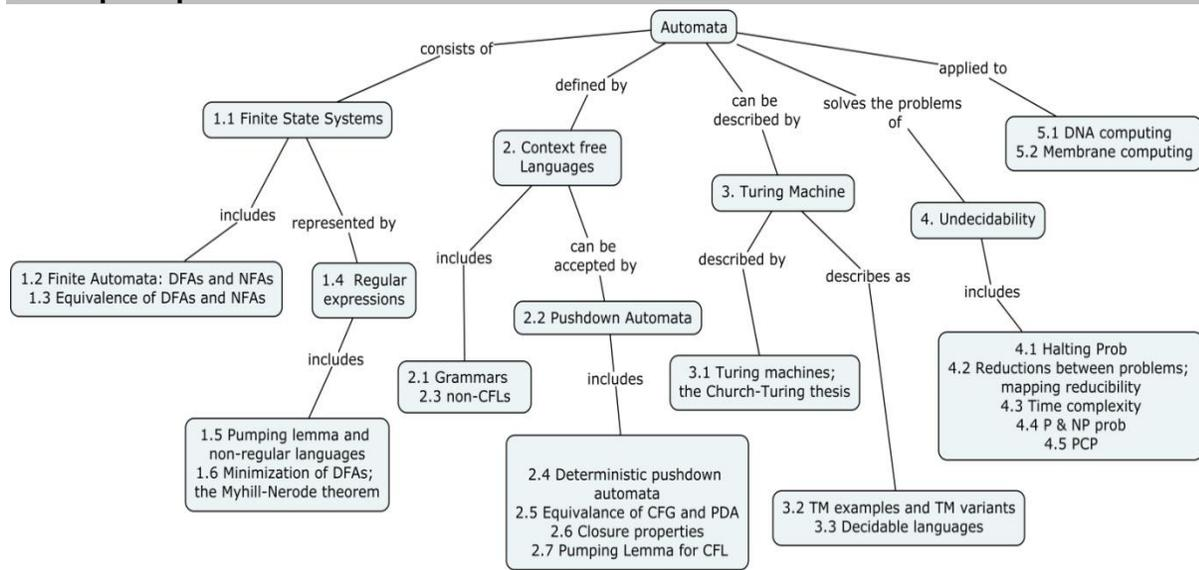 Automata
consists of
defined by
can be
described by
solves the problems
of
applied to
1.1 Finite State Systems
2. Context free
Languages
3. Turing Machine
4. Undecidability
5.1 DNA computing
5.2 Membrane computing
includes
represented by
includes
can be
accepted by
described by
describes as
includes
1.2 Finite Automata: DFAs and NFAs
1.3 Equivalence of DFAs and NFAs
1.4 Regular
expressions
2.2 Pushdown Automata
includes
includes
2.1 Grammars
2.3 non-CFLs
3.1 Turing machines;
the Church-Turing thesis
4.1 Halting Prob
4.2 Reductions between problems;
mapping reducibility
4.3 Time complexity
4.4 P & NP prob
4.5 PCP
1.5 Pumping lemma and
non-regular languages
1.6 Minimization of DFAs;
the Myhill-Nerode theorem
2.4 Deterministic pushdown
automata
2.5 Equivalance of CFG and PDA
2.6 Closure properties
2.7 Pumping Lemma for CFL
3.2 TM examples and TM variants
3.3 Decidable languages